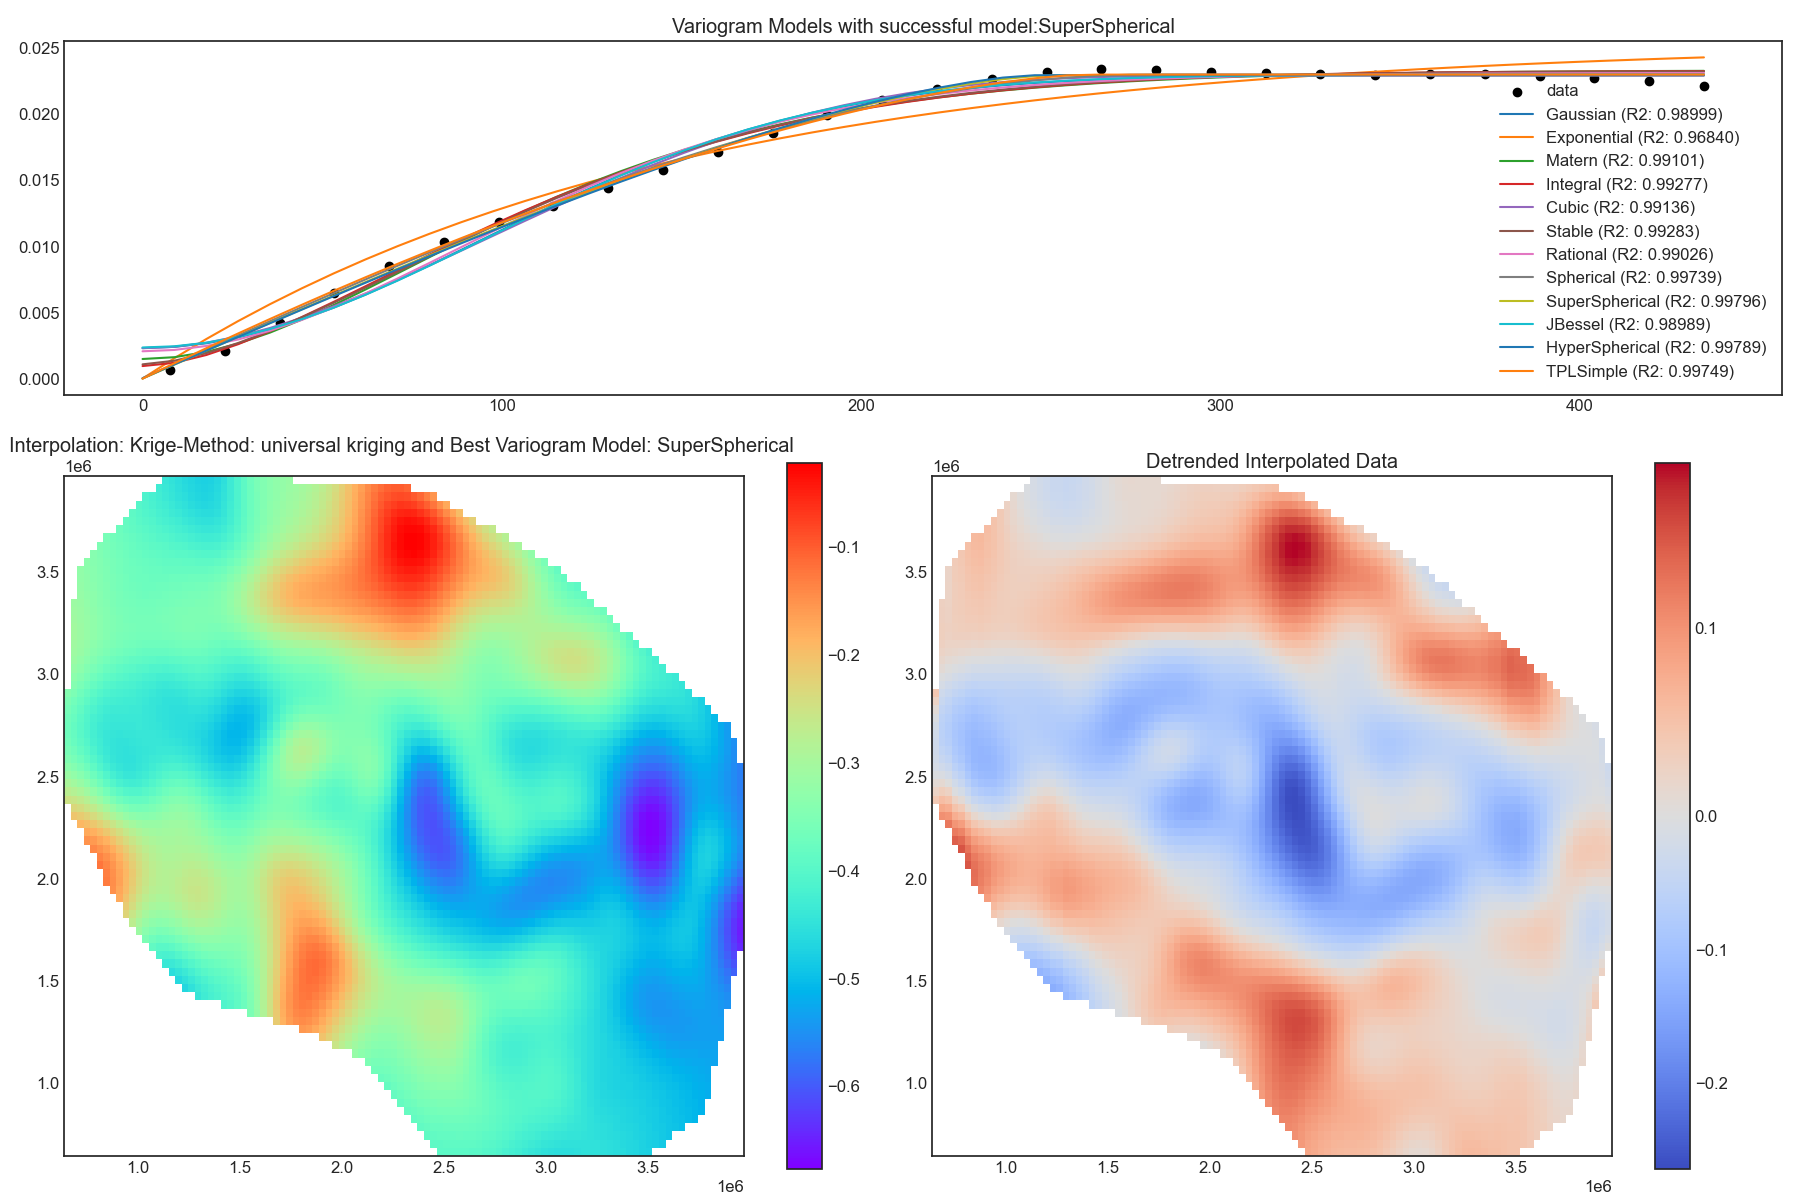 Variogram Models with successful model:SuperSpherical
0.025
0.020
0.015
0.010
0.005
0.000
data
Gaussian (R2: 0.98999)
Exponential (R2: 0.96840)
Matern (R2: 0.99101)
Integral (R2: 0.99277)
Cubic (R2: 0.99136)
Stable (R2: 0.99283)
Rational (R2: 0.99026)
Spherical (R2: 0.99739)
SuperSpherical (R2: 0.99796)
JBessel (R2: 0.98989)
HyperSpherical (R2: 0.99789)
TPLSimple (R2: 0.99749)
0 100 200 300 400
Interpolation: Krige-Method: universal kriging and Best Variogram Model: SuperSpherical
1e6
3.5
3.0
2.5
2.0
1.5
1.0
1.0 1.5 2.0 2.5 3.0 3.5
1e6
−0.1
−0.2
−0.3
−0.4
−0.5
−0.6
Detrended Interpolated Data
1e6
3.5
3.0
2.5
2.0
1.5
1.0
1.0 1.5 2.0 2.5 3.0 3.5
1e6
0.1
0.0
−0.1
−0.2